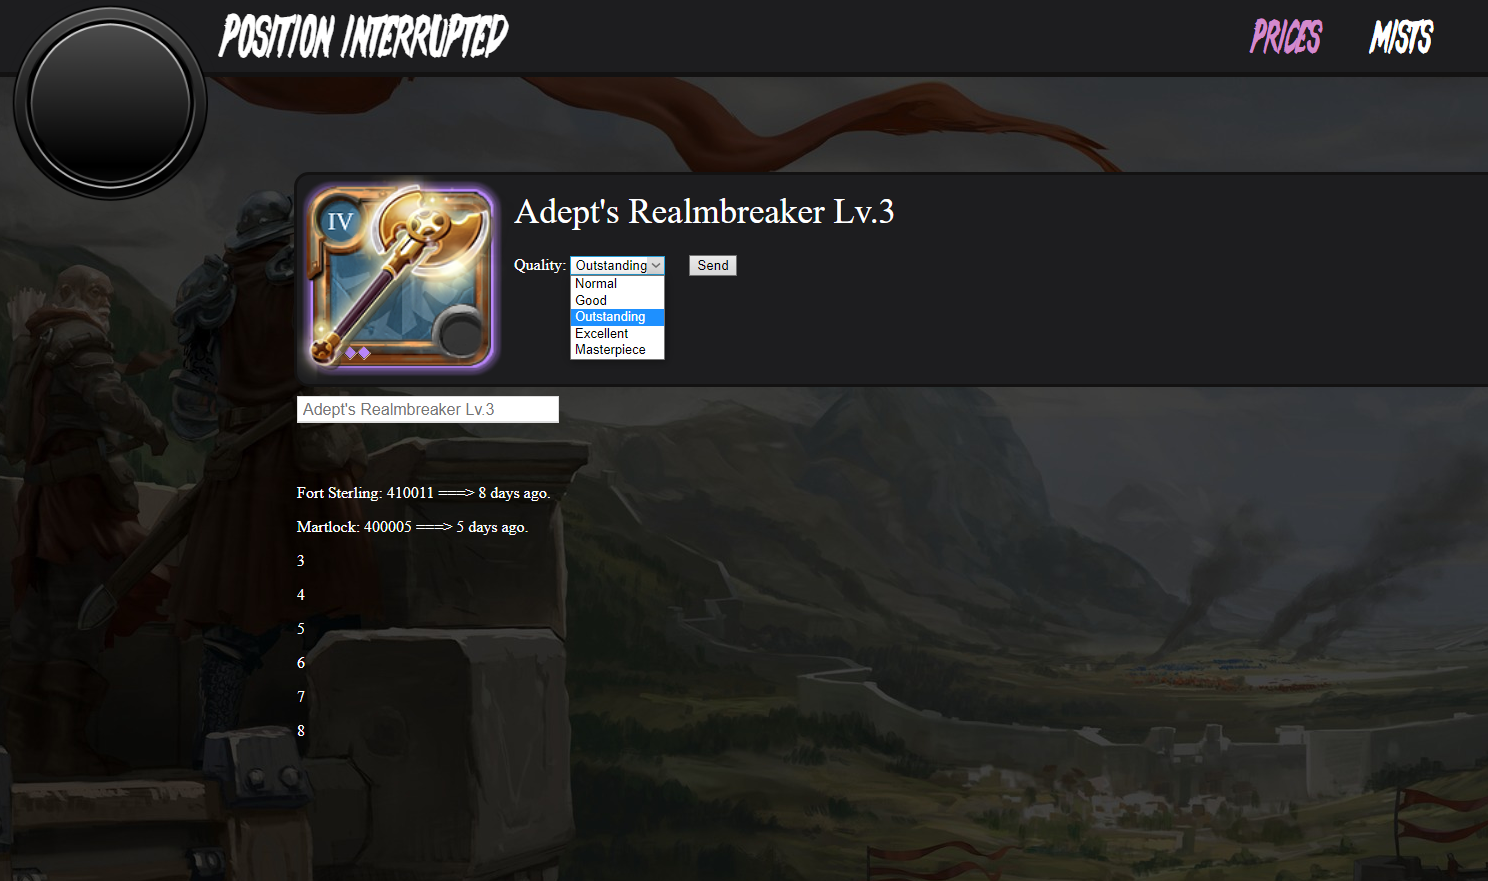 POSITION INTERRUPTED
PRICES
MISTS
IV
Adept's Realmbreaker Lv.3
Quality: Outstanding
Send
Normal
Good
Outstanding
Excellent
Masterpiece
Adept's Realmbreaker Lv.3
Fort Sterling: 410011 ===> 8 days ago.
Martlock: 400005 ===> 5 days ago.
3
4
5
6
7
8